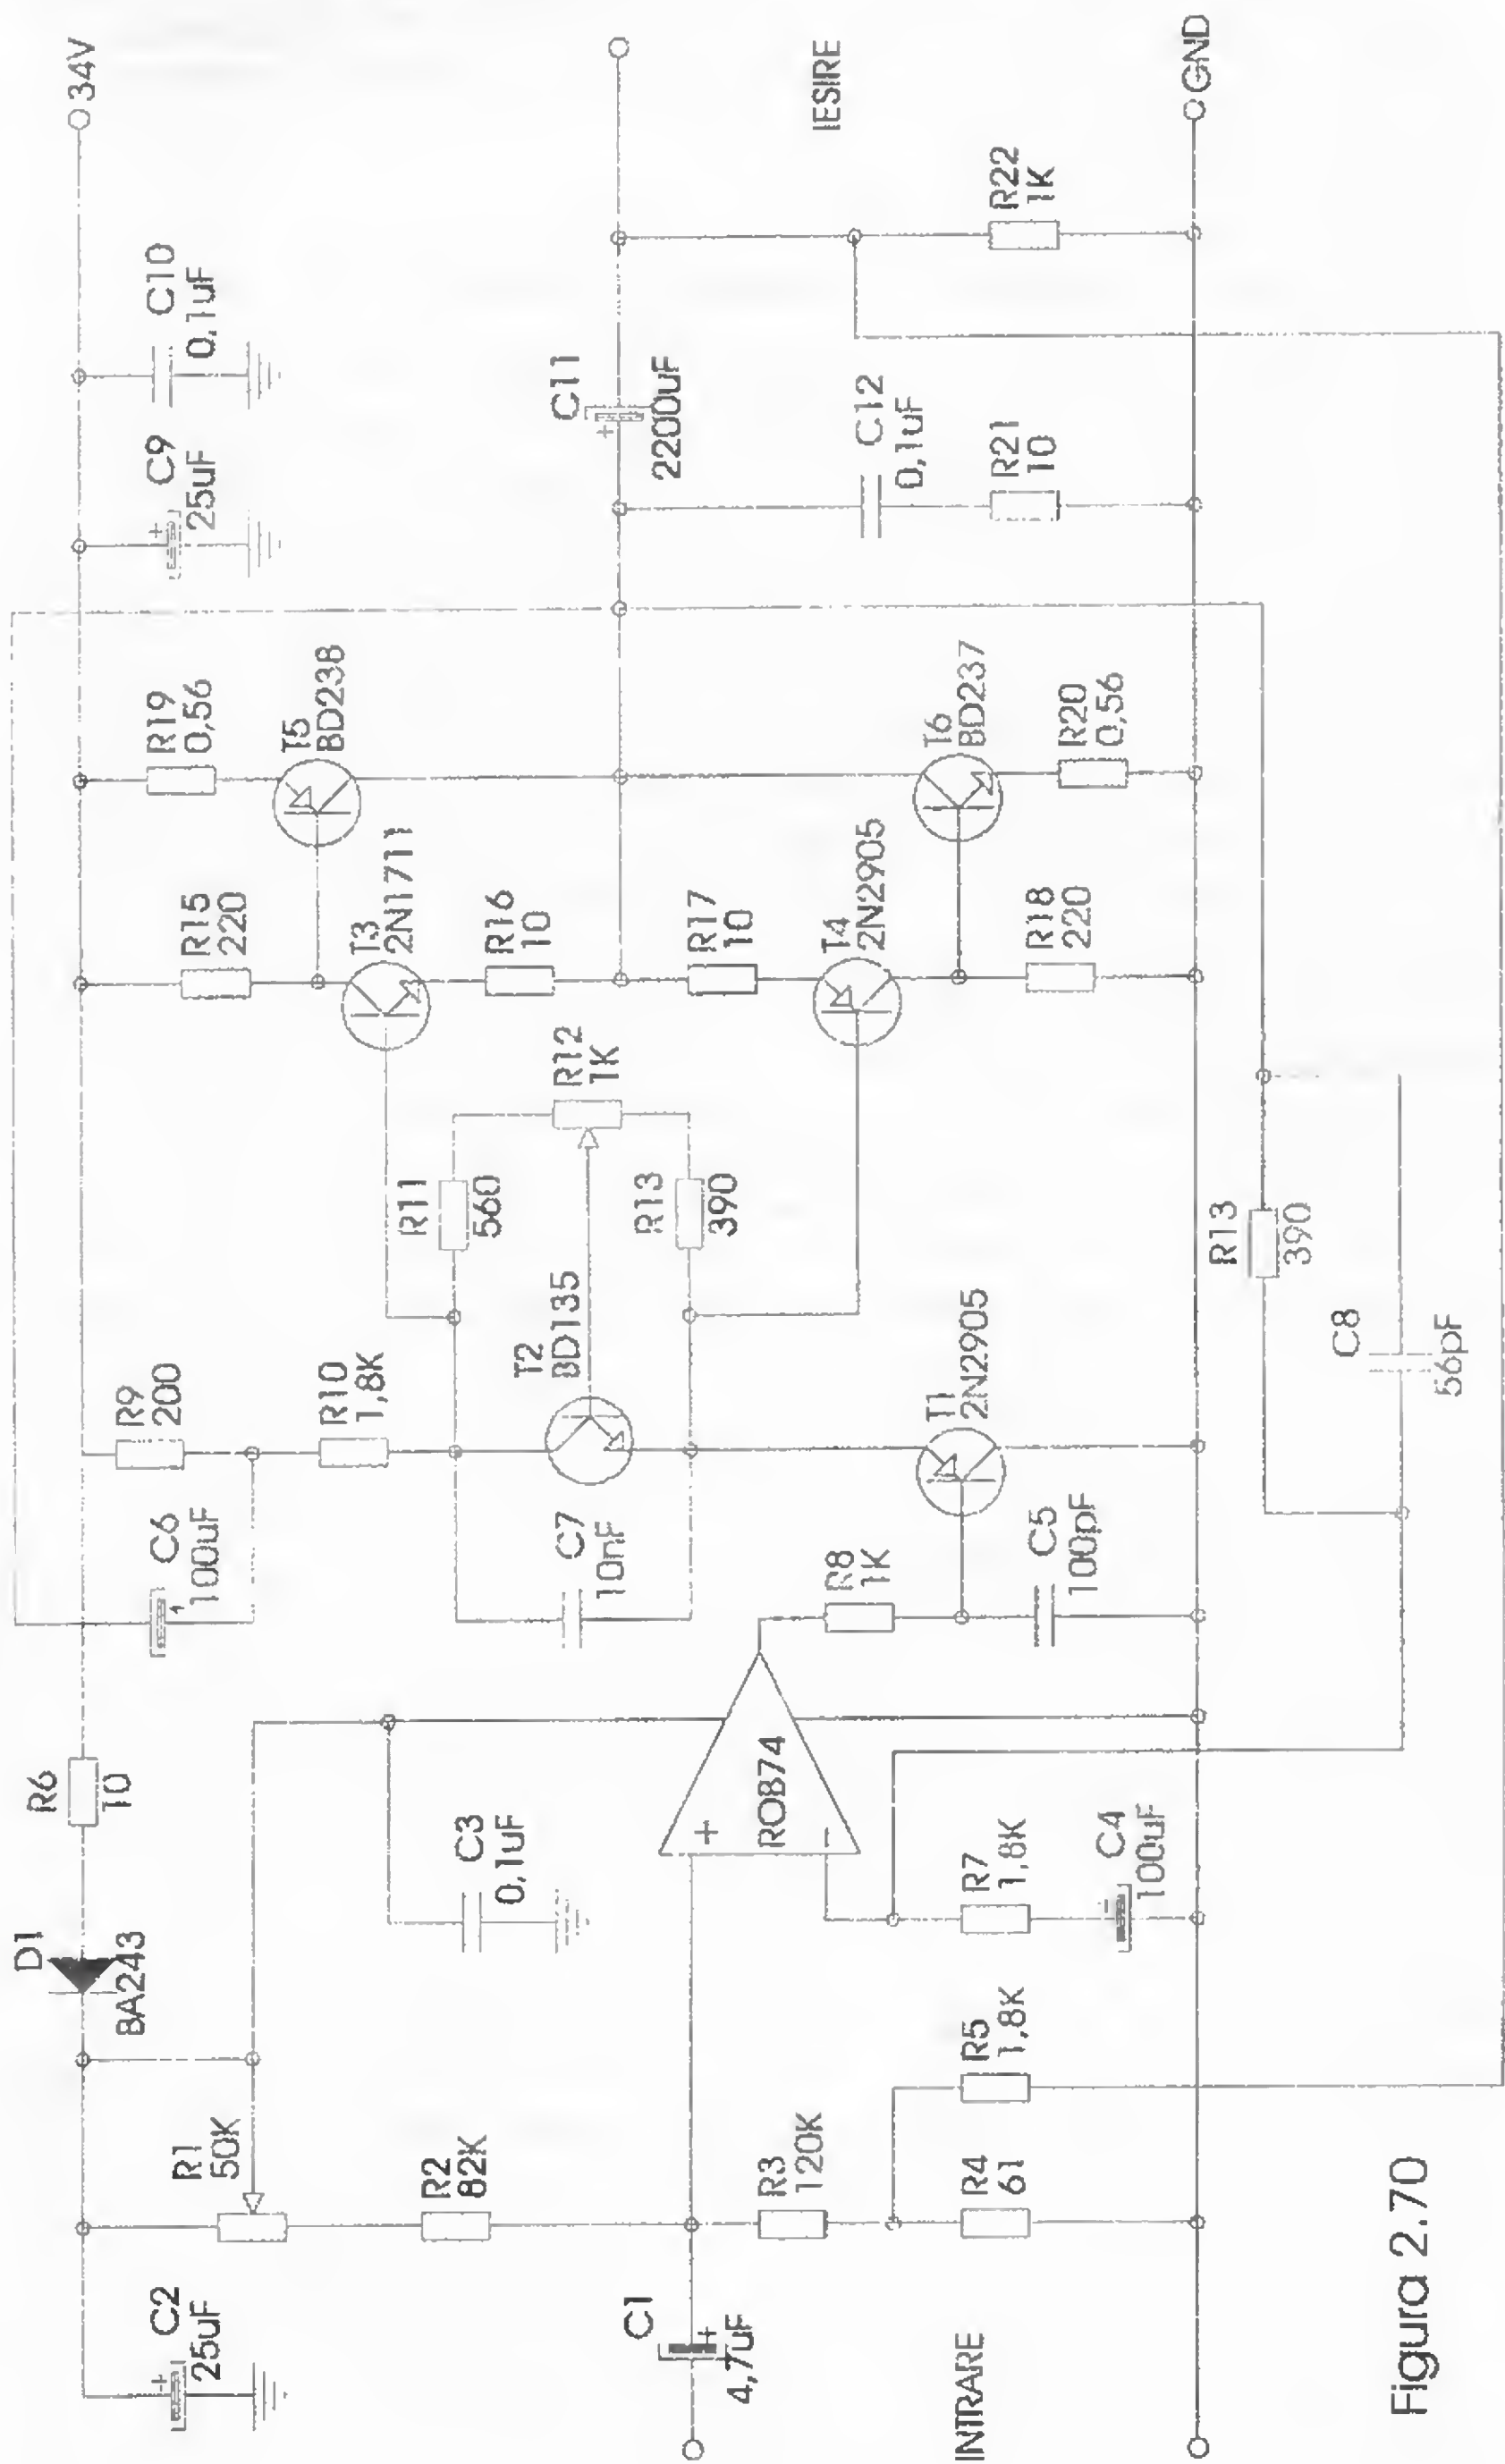 34V
R6
10
D1
BA243
R1
50K
C2
25uF
R2
82K
C1
4,7uF
INTRARE
R3
120K
R4
61
R5
1,8K
R7
1,8K
C4
100uF
C3
0,1uF
+
ROB74
-
R8
1K
C5
100pF
T1
2N2905
C6
100uF
R9
200
R10
1,8K
C7
10nF
T2
BD135
R11
560
R12
1K
R13
390
R15
220
T3
2N1711
R16
10
R17
10
T4
2N2905
R18
220
R19
0,56
T5
BD238
T6
BD237
R20
0,56
C9
25uF
C10
0,1uF
C11
+
2200uF
C12
0,1uF
R21
10
R22
1K
IESIRE
GND
R13
390
C8
56pF
Figura 2.70